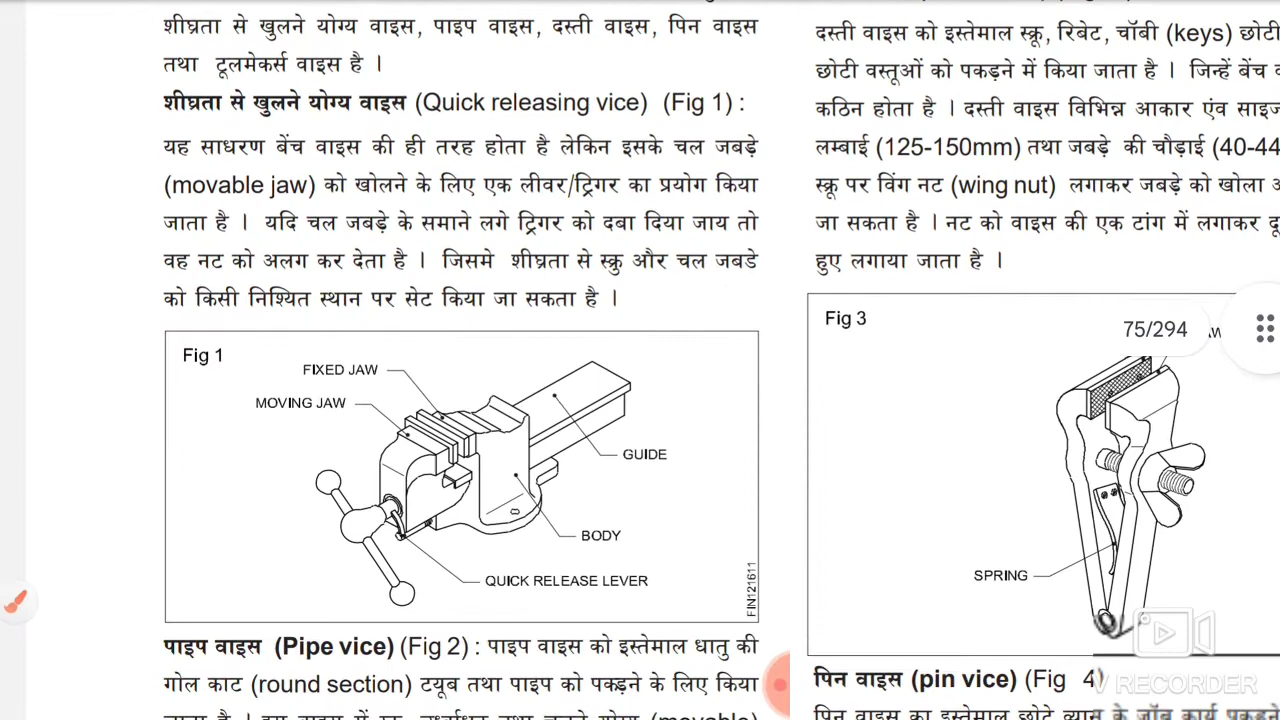 शीघ्रता से खुलने योग्य वाइस, पाइप वाइस, दस्ती वाइस, पिन वाइस
तथा टूलमेकर्स वाइस है ।
शीघ्रता से खुलने योग्य वाइस (Quick releasing vice) (Fig 1) :
यह साधरण बेंच वाइस की ही तरह होता है लेकिन इसके चल जबड़े
(movable jaw) को खोलने के लिए एक लीवर/ट्रिगर का प्रयोग किया
जाता है । यदि चल जबड़े के समाने लगे ट्रिगर को दबा दिया जाय तो
वह नट को अलग कर देता है । जिसमे शीघ्रता से स्क्रु और चल जबडे
को किसी निश्यित स्थान पर सेट किया जा सकता है ।
Fig 1
FIXED JAW
MOVING JAW
GUIDE
BODY
QUICK RELEASE LEVER
FIN121611
पाइप वाइस (Pipe vice) (Fig 2) : पाइप वाइस को इस्तेमाल धातु की
गोल काट (round section) टयूब तथा पाइप को पकड़ने के लिए किया
दस्ती वाइस को इस्तेमाल स्क्रू, रिबेट, चॉबी (keys) छोटी
छोटी वस्तूओं को पकड़ने में किया जाता है । जिन्हें बेंच
कठिन होता है । दस्ती वाइस विभिन्न आकार एंव साइज
लम्बाई (125-150mm) तथा जबड़े की चौड़ाई (40-44
स्क्रू पर विंग नट (wing nut) लगाकर जबड़े को खोला
जा सकता है । नट को वाइस की एक टांग में लगाकर
हुए लगाया जाता है ।
Fig 3
75/294
SPRING
पिन वाइस (pin vice) (Fig 4)
V RECORDER
पिन वाइस का इस्तेमाल छोटे